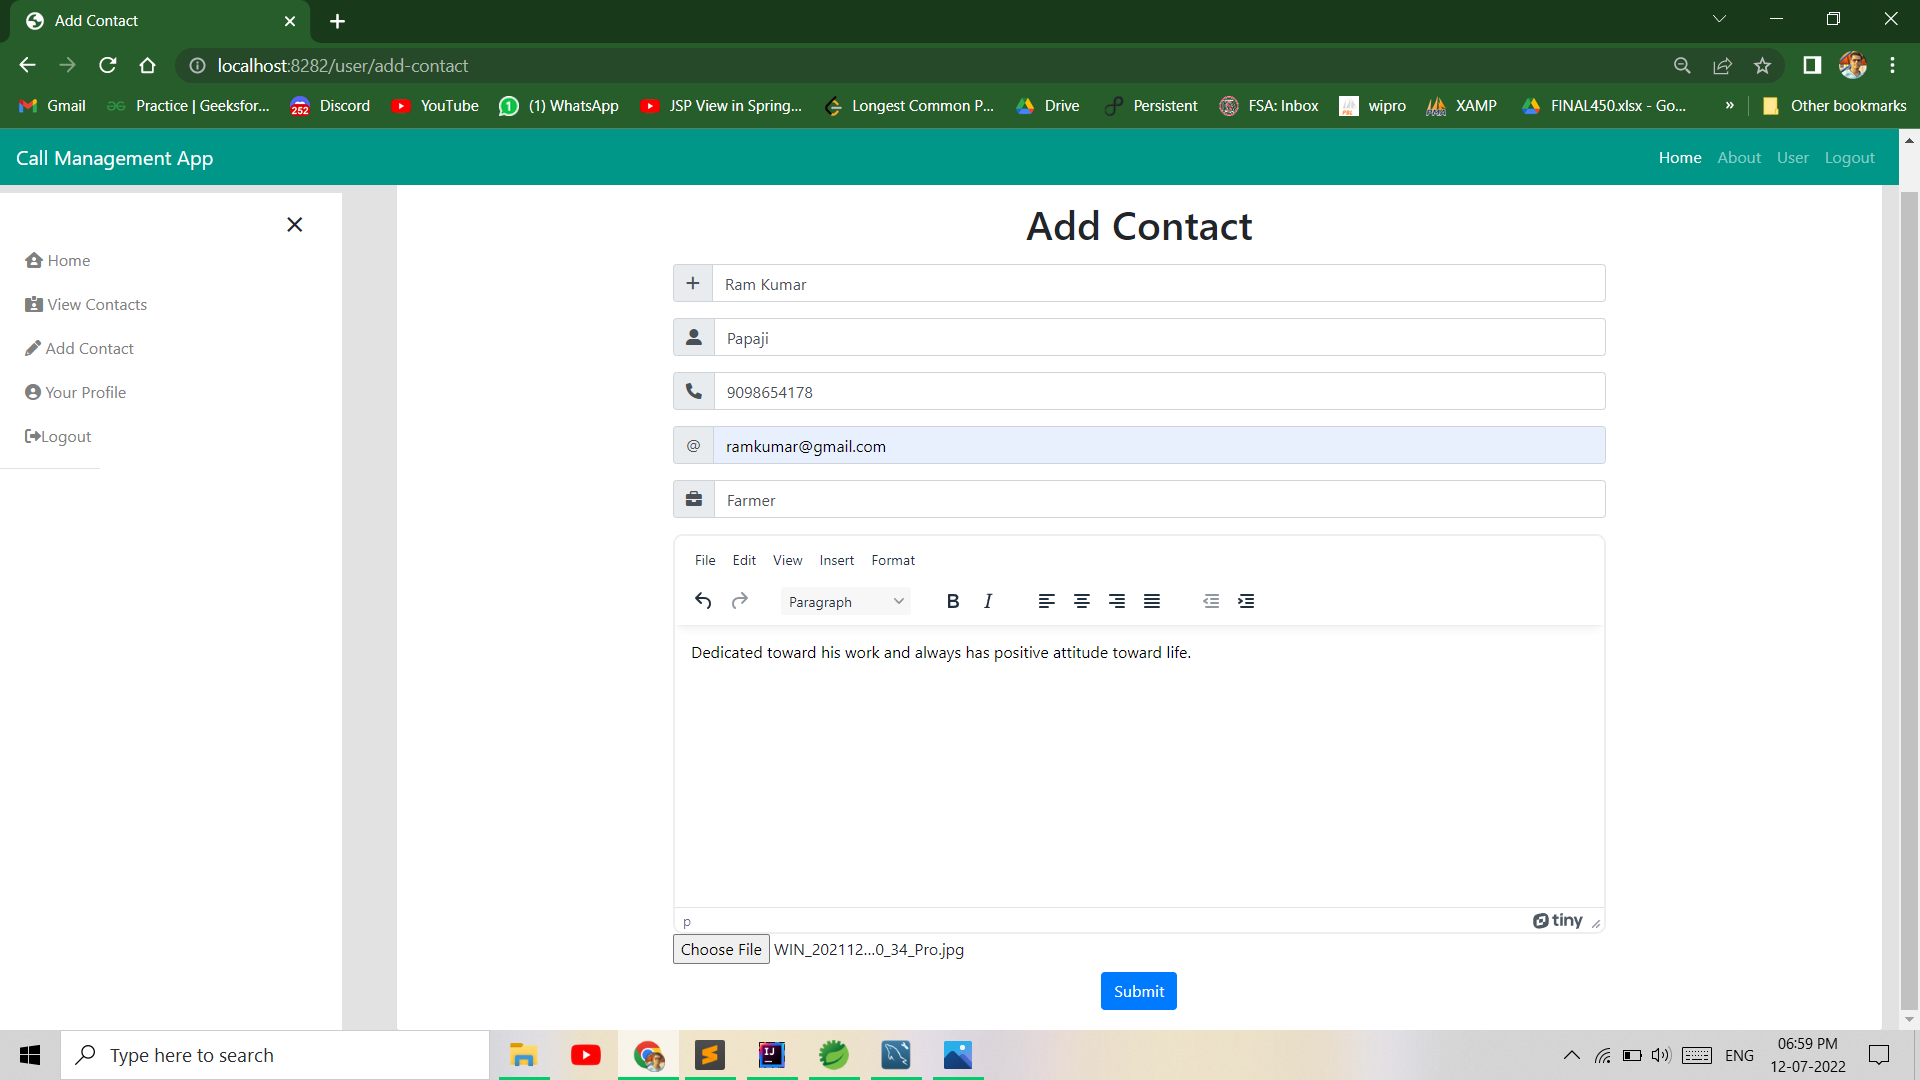 Add Contact
localhost:8282/user/add-contact
Gmail
Practice | Geeksfor...
252
Discord
YouTube
(1) WhatsApp
JSP View in Spring...
Longest Common P...
Drive
Persistent
FSA: Inbox
wipro
XAMP
FINAL450.xlsx - Go...
»
Other bookmarks
Call Management App
Home About User Logout
Home
View Contacts
Add Contact
Your Profile
Logout
Add Contact
Ram Kumar
Papaji
9098654178
@ ramkumar@gmail.com
Farmer
File Edit View Insert Format
Paragraph B I
Dedicated toward his work and always has positive attitude toward life.
p
tiny
Choose File WIN_202112...0_34_Pro.jpg
Submit
Type here to search
IJ
ENG
06:59 PM
12-07-2022